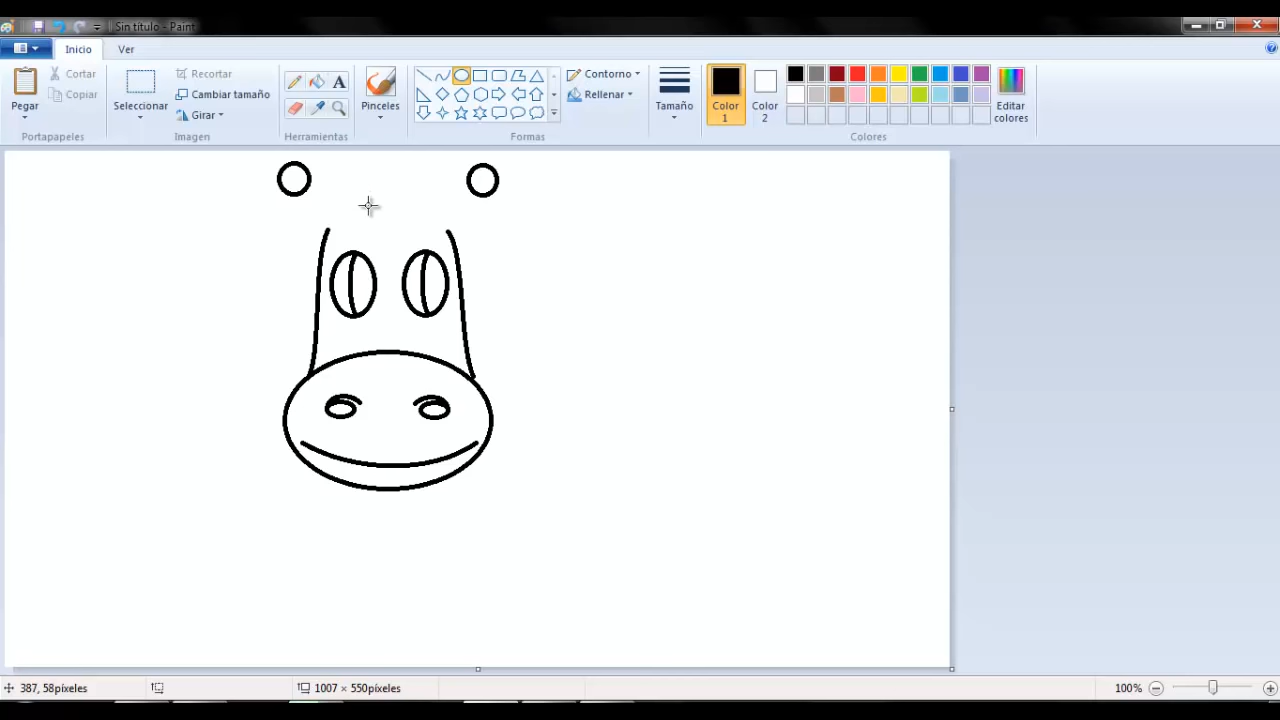 Sin título - Paint
Inicio
Ver
Pegar
Cortar
Copiar
Portapapeles
Seleccionar
Recortar
Cambiar tamaño
Girar
Imagen
A
Herramientas
Pinceles
Contorno
Rellenar
Formas
Tamaño
Color
1
Color
2
Editar
colores
Colores
387, 58píxeles
1007 × 550píxeles
100%